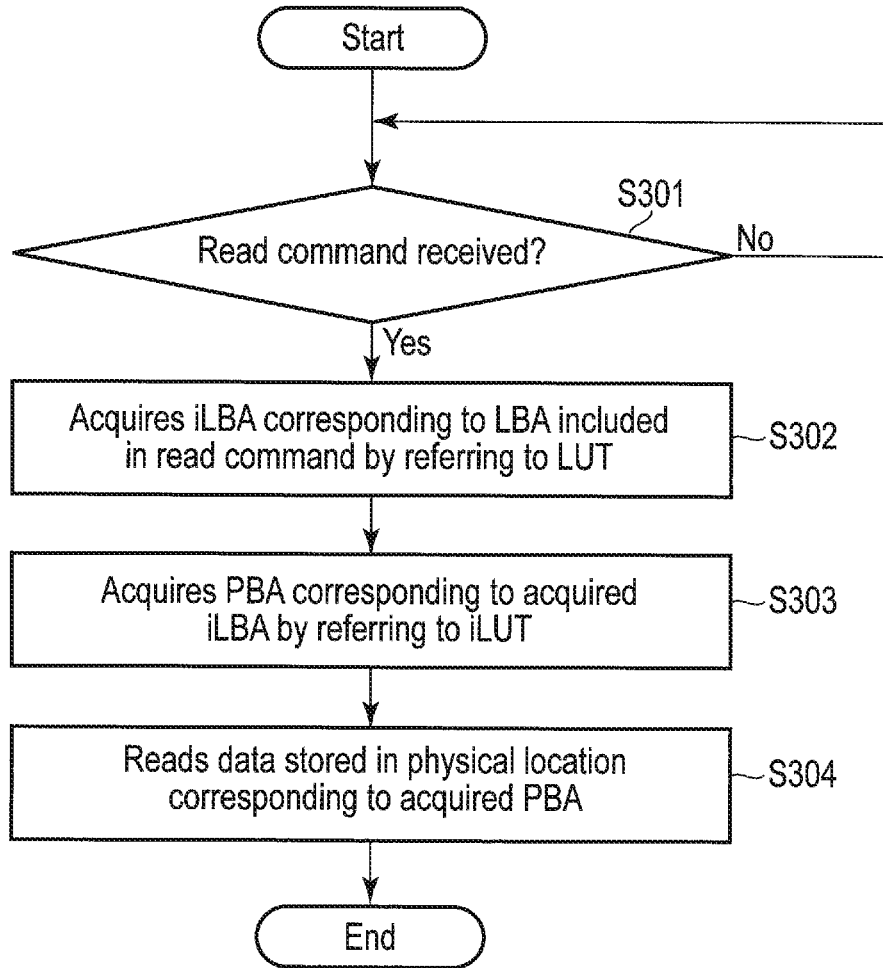 Start
S301
Read command received?
No
Yes
Acquires iLBA corresponding to LBA included
in read command by referring to LUT
S302
Acquires PBA corresponding to acquired
iLBA by referring to iLUT
S303
Reads data stored in physical location
corresponding to acquired PBA
S304
End